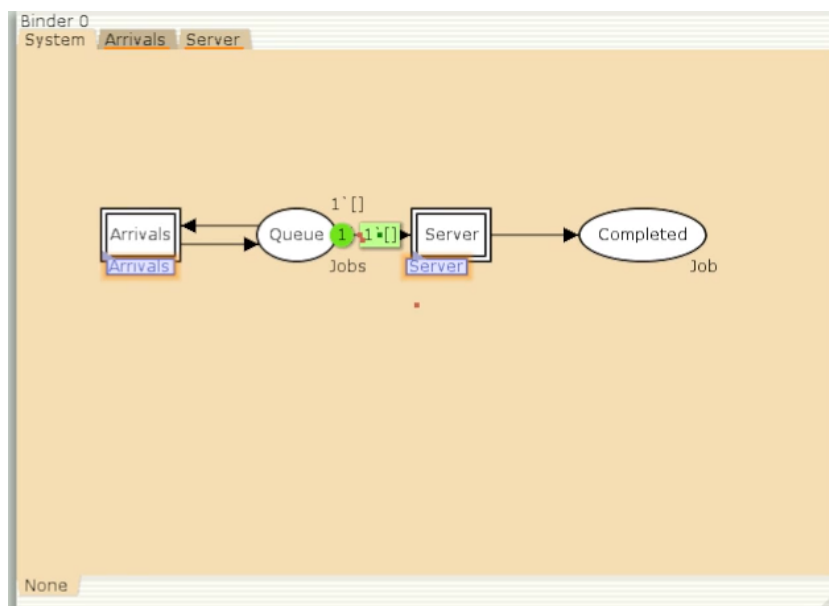 Binder 0
System Arrivals Server
1`[]
Arrivals Queue 1 1`[] Server Completed
Arrivals Jobs Server Job
None